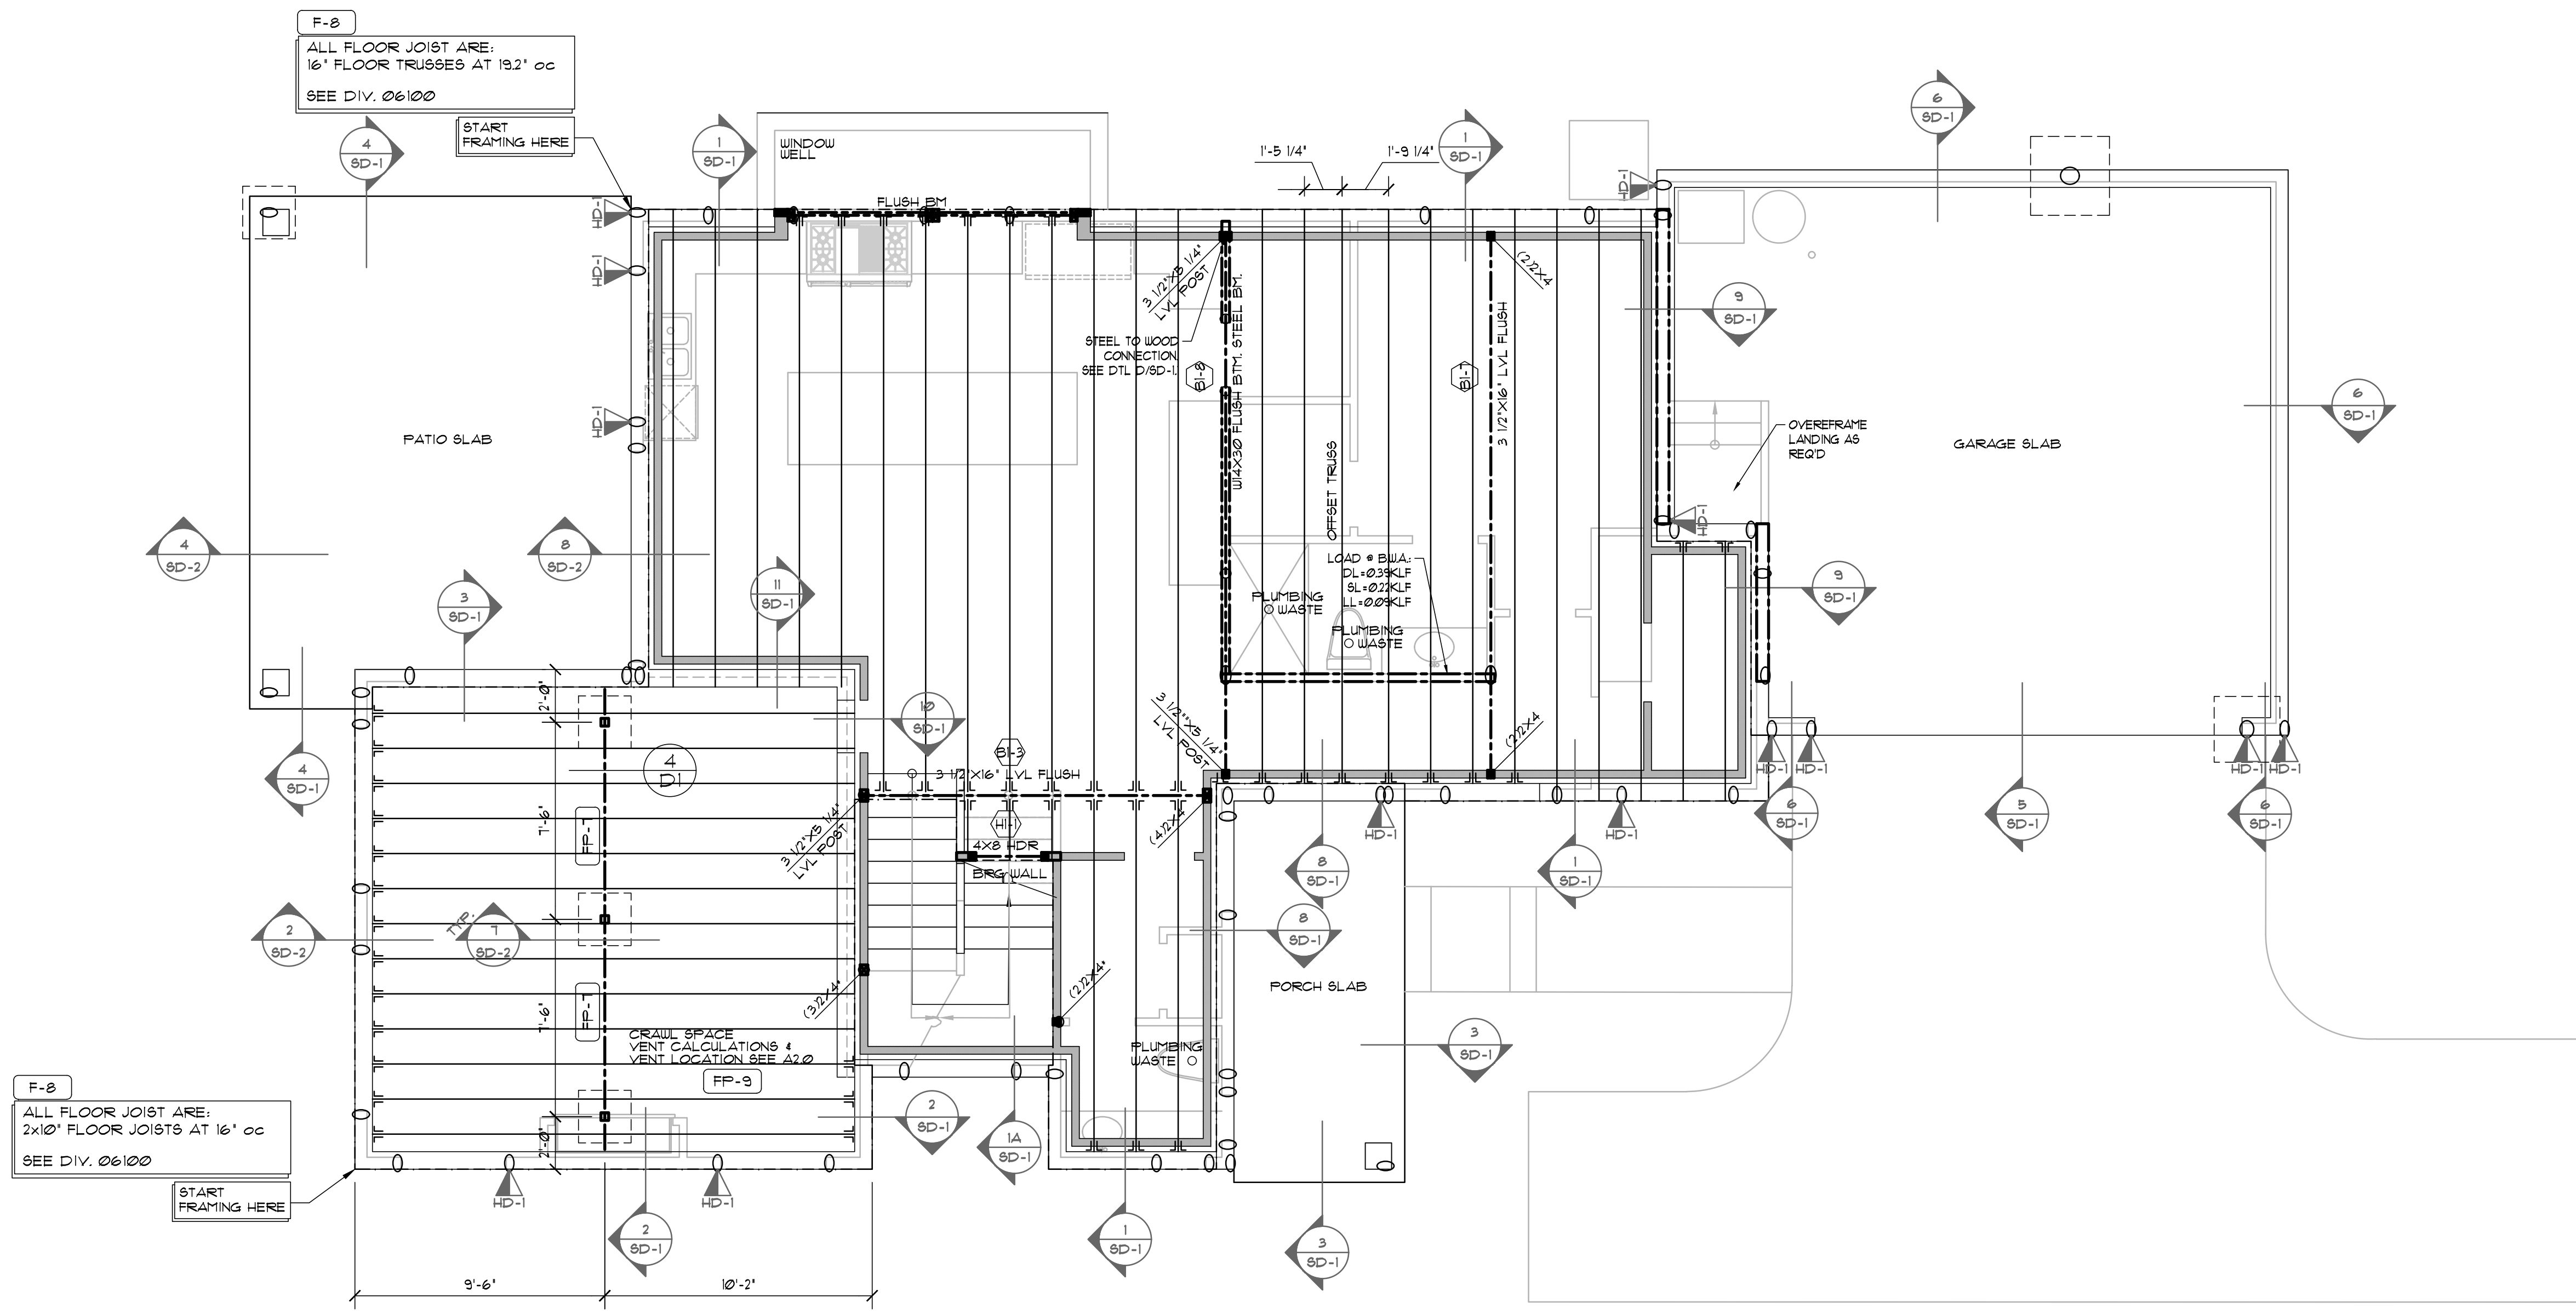 F-8
ALL FLOOR JOIST ARE:
16" FLOOR TRUSSES AT 19.2" oc
SEE DIV. 06100
START
FRAMING HERE
4
SD-1
1
SD-1
WINDOW
WELL
FLUSH BM
1'-5 1/4"
1'-9 1/4"
1
SD-1
6
SD-1
HD-1
HD-1
HD-1
HD-1
3 1/2"X5 1/4"
LVL POST
(2)2X4
9
SD-1
STEEL TO WOOD
CONNECTION.
SEE DTL D/SD-1.
B1-8
W14X30 FLUSH BTM. STEEL BM.
B1-7
3 1/2"X16" LVL FLUSH
OFFSET TRUSS
PATIO SLAB
GARAGE SLAB
OVEREFRAME
LANDING AS
REQ'D
6
SD-1
HD-1
4
SD-2
8
SD-2
3
SD-1
11
SD-1
LOAD @ B.W.A.:
DL=0.39KLF
SL=0.22KLF
LL=0.09KLF
PLUMBING
WASTE
PLUMBING
WASTE
9
SD-1
2'-0"
10
SD-1
3 1/2"X5 1/4"
LVL POST
(2)2X4
4
SD-1
4
D1
B1-3
3 1/2"X16" LVL FLUSH
HD-1
HD-1
HD-1
HD-1
7'-6"
FP-7
3 1/2"X5 1/4"
LVL POST
H1-1
4X8 HDR
BRG WALL
(4)2X4
HD-1
HD-1
6
SD-1
5
SD-1
6
SD-1
8
SD-1
1
SD-1
2
SD-2
TYP.
7
SD-2
8
SD-1
(3)2X4"
(2)2X4"
PORCH SLAB
7'-6"
FP-7
CRAWL SPACE
VENT CALCULATIONS &
VENT LOCATION SEE A2.0
FP-9
PLUMBING
WASTE
3
SD-1
F-8
ALL FLOOR JOIST ARE:
2x10" FLOOR JOISTS AT 16" oc
SEE DIV. 06100
START
FRAMING HERE
2'-0"
2
SD-1
1A
SD-1
HD-1
HD-1
2
SD-1
1
SD-1
3
SD-1
9'-6"
10'-2"